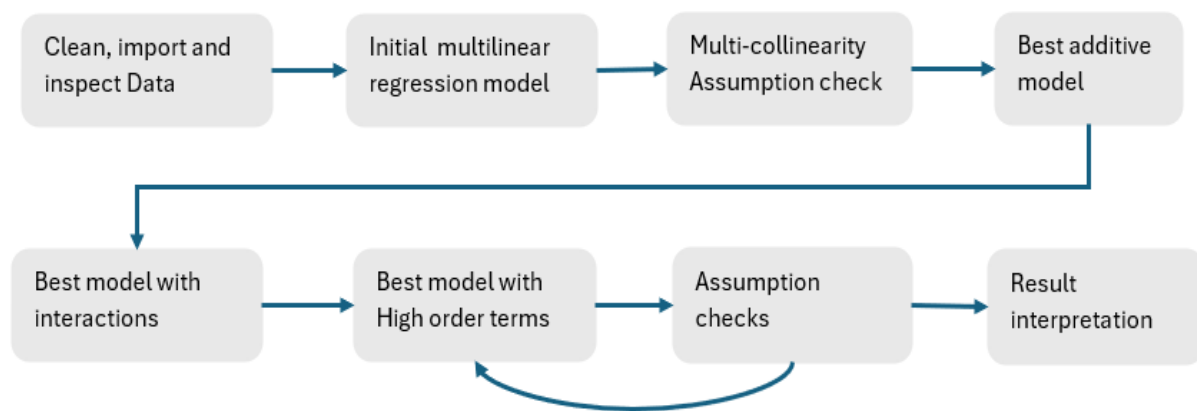 Clean, import and
inspect Data
Initial multilinear
regression model
Multi-collinearity
Assumption check
Best additive
model
Best model with
interactions
Best model with
High order terms
Assumption
checks
Result
interpretation